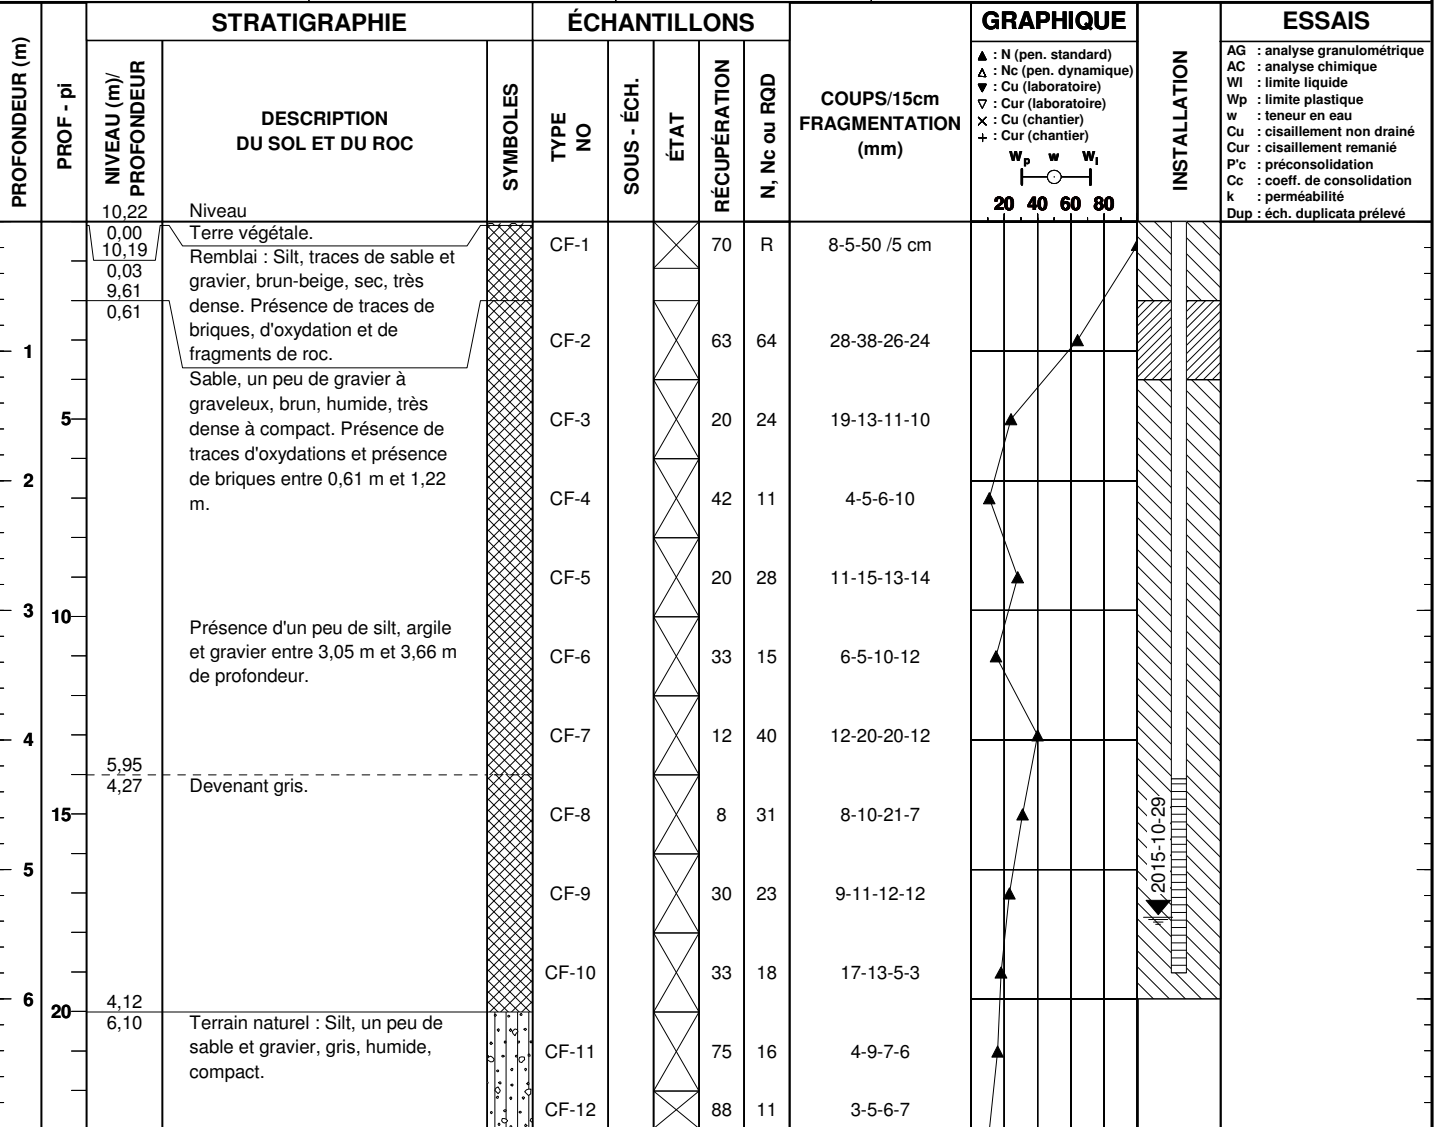 STRATIGRAPHIE
ÉCHANTILLONS
GRAPHIQUE
ESSAIS
PROFONDEUR (m)
PROF - pi
NIVEAU (m)/
PROFONDEUR
DESCRIPTION
DU SOL ET DU ROC
SYMBOLES
TYPE
NO
SOUS - ÉCH.
ÉTAT
RÉCUPÉRATION
N, Nc ou RQD
COUPS/15cm
FRAGMENTATION
(mm)
▲ : N (pen. standard)
△ : Nc (pen. dynamique)
▼ : Cu (laboratoire)
▽ : Cur (laboratoire)
× : Cu (chantier)
+ : Cur (chantier)
Wp w Wl
20 40 60 80
INSTALLATION
AG : analyse granulométrique
AC : analyse chimique
Wl : limite liquide
Wp : limite plastique
w : teneur en eau
Cu : cisaillement non drainé
Cur : cisaillement remanié
P'c : préconsolidation
Cc : coeff. de consolidation
k : perméabilité
Dup : éch. duplicata prélevé
10,22 Niveau
0,00 Terre végétale.
10,19
0,03
Remblai : Silt, traces de sable et
gravier, brun-beige, sec, très
dense. Présence de traces de
briques, d'oxydation et de
fragments de roc.
9,61
0,61
Sable, un peu de gravier à
graveleux, brun, humide, très
dense à compact. Présence de
traces d'oxydations et présence
de briques entre 0,61 m et 1,22
m.
Présence d'un peu de silt, argile
et gravier entre 3,05 m et 3,66 m
de profondeur.
5,95
4,27 Devenant gris.
4,12
6,10
Terrain naturel : Silt, un peu de
sable et gravier, gris, humide,
compact.
1
2
3
4
5
6
5
10
15
20
CF-1 70 R 8-5-50 /5 cm
CF-2 63 64 28-38-26-24
CF-3 20 24 19-13-11-10
CF-4 42 11 4-5-6-10
CF-5 20 28 11-15-13-14
CF-6 33 15 6-5-10-12
CF-7 12 40 12-20-20-12
CF-8 8 31 8-10-21-7
CF-9 30 23 9-11-12-12
CF-10 33 18 17-13-5-3
CF-11 75 16 4-9-7-6
CF-12 88 11 3-5-6-7
2015-10-29